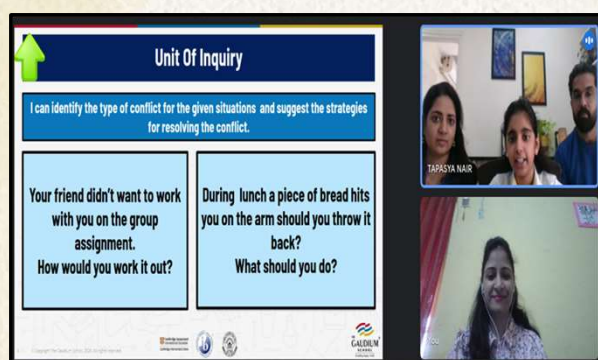 Unit Of Inquiry
I can identify the type of conflict for the given situations and suggest the strategies
for resolving the conflict.
Your friend didn't want to work
with you on the group
assignment.
How would you work it out?
During lunch a piece of bread hits
you on the arm should you throw it
back?
What should you do?
GAUDIUM
SCHOOL
TAPASYA NAIR
You